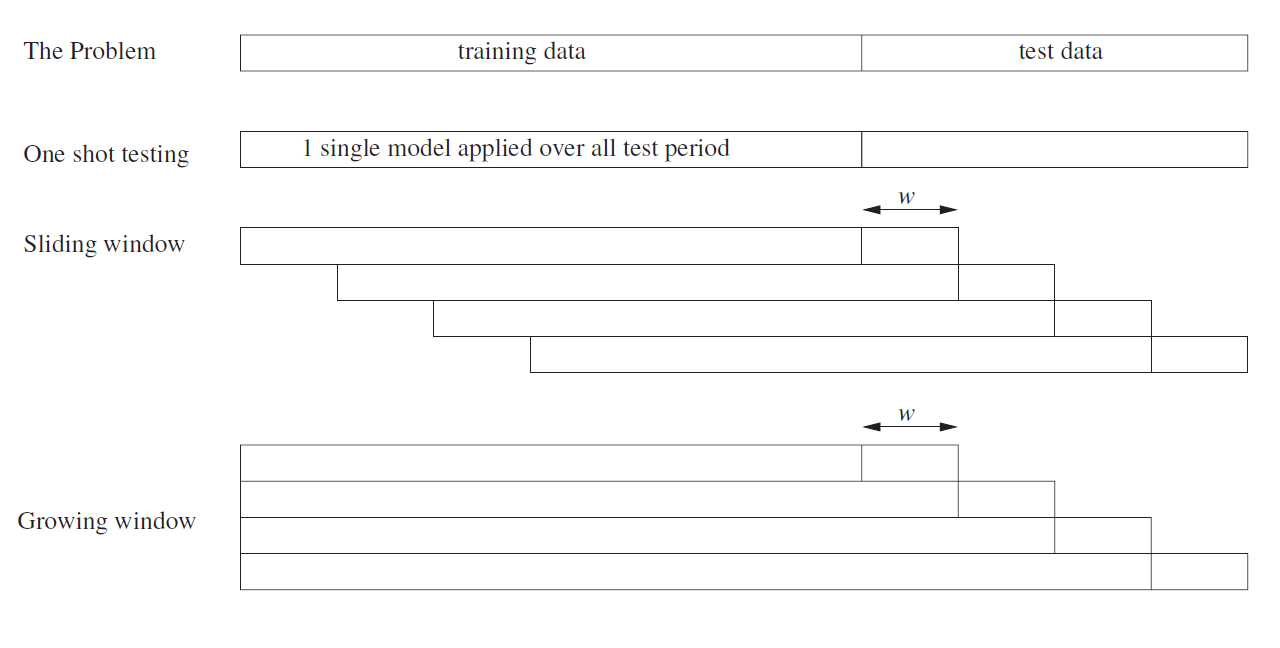 The Problem
training data
test data
One shot testing
1 single model applied over all test period
w
Sliding window
w
Growing window